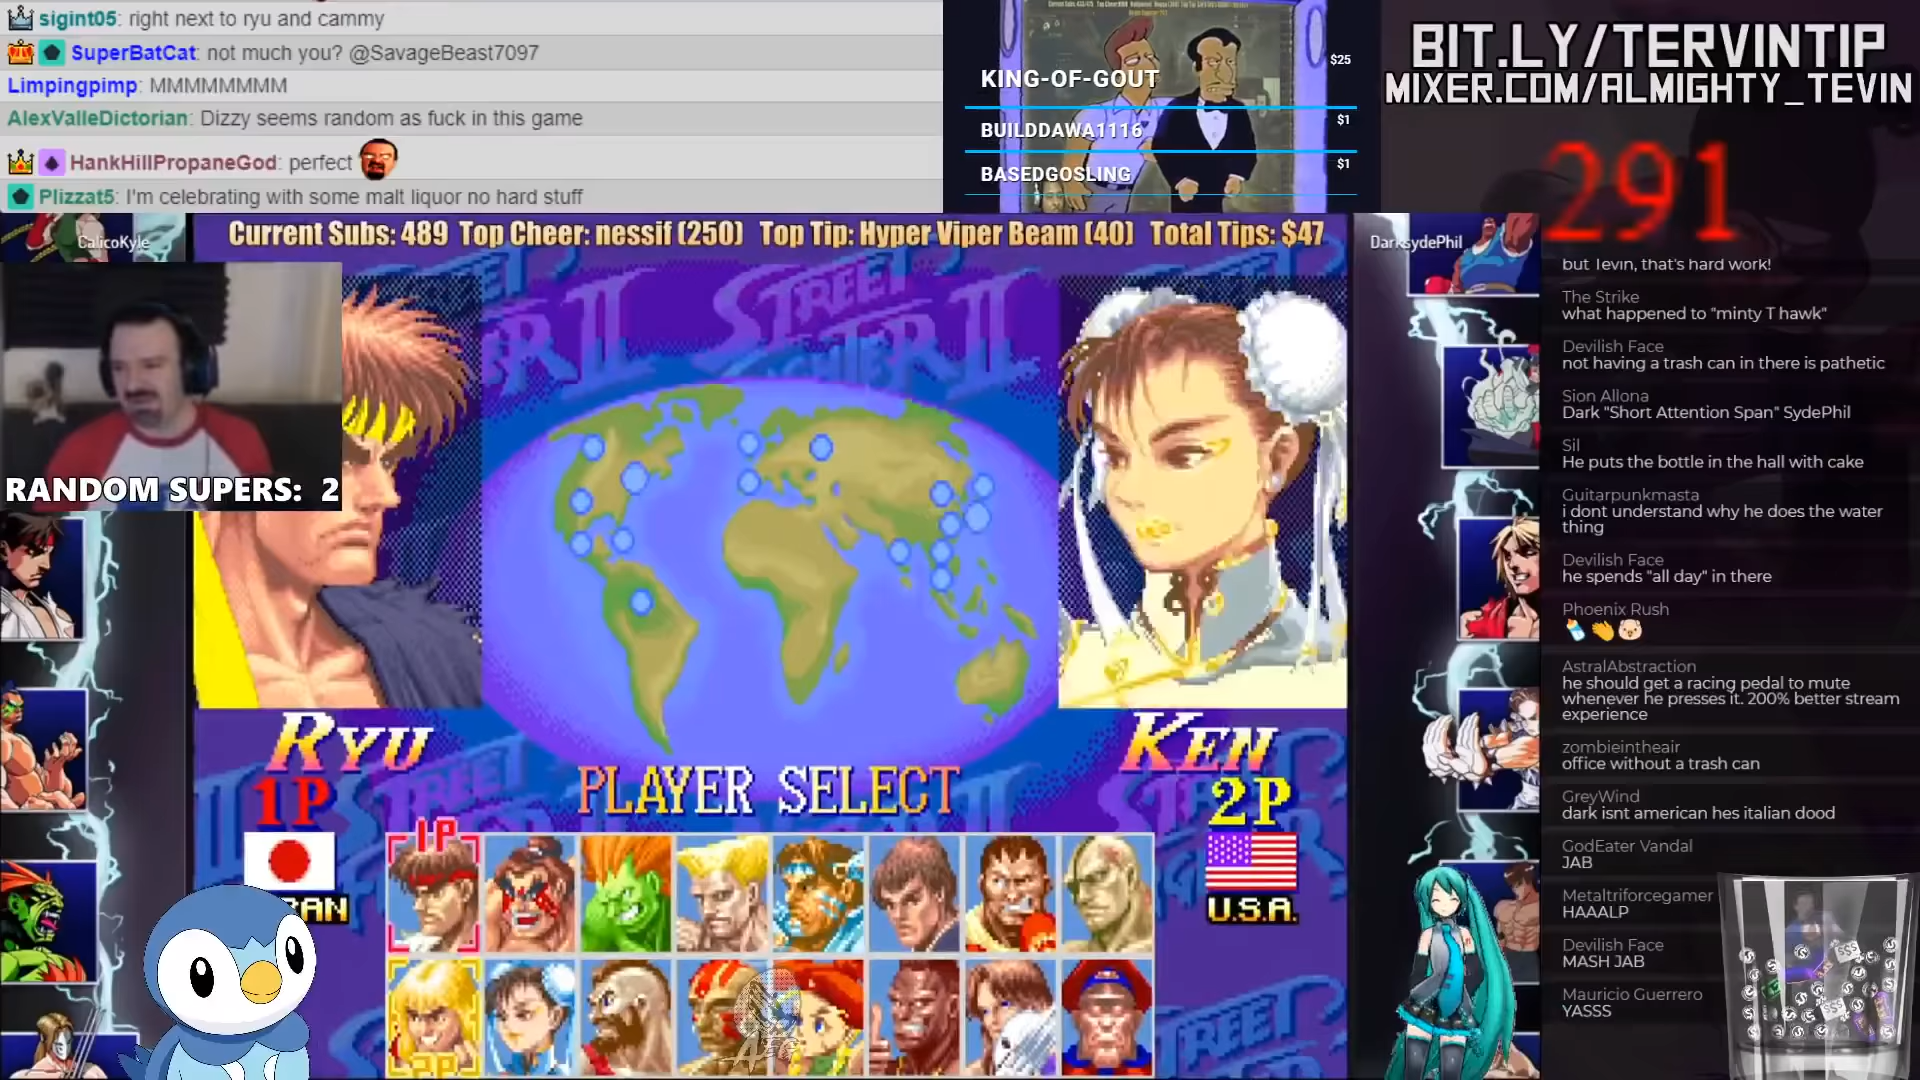 sigint05: right next to ryu and cammy
SuperBatCat: not much you? @SavageBeast7097
Limpingpimp: MMMMMMMM
AlexValleDictorian: Dizzy seems random as fuck in this game
HankHillPropaneGod: perfect
Plizzat5: I'm celebrating with some malt liquor no hard stuff
KING-OF-GOUT $25
BUILDDAWA1116 $1
BASEDGOSLING $1
BIT.LY/TERVINTIP
MIXER.COM/ALMIGHTY_TEVIN
291
CalicoKyle
Current Subs: 489 Top Cheer: nessif (250) Top Tip: Hyper Viper Beam (40) Total Tips: $47
DarksydePhil
RANDOM SUPERS: 2
RYU
1P
KEN
2P
PLAYER SELECT
1P
U.S.A.
2P
but Tevin, that's hard work!
The Strike
what happened to "minty T hawk"
Devilish Face
not having a trash can in there is pathetic
Sion Allona
Dark "Short Attention Span" SydePhil
Sil
He puts the bottle in the hall with cake
Guitarpunkmasta
i dont understand why he does the water
thing
Devilish Face
he spends "all day" in there
Phoenix Rush
AstralAbstraction
he should get a racing pedal to mute
whenever he presses it. 200% better stream
experience
zombieintheair
office without a trash can
GreyWind
dark isnt american hes italian dood
GodEater Vandal
JAB
Metaltriforcegamer
HAAALP
Devilish Face
MASH JAB
Mauricio Guerrero
YASSS